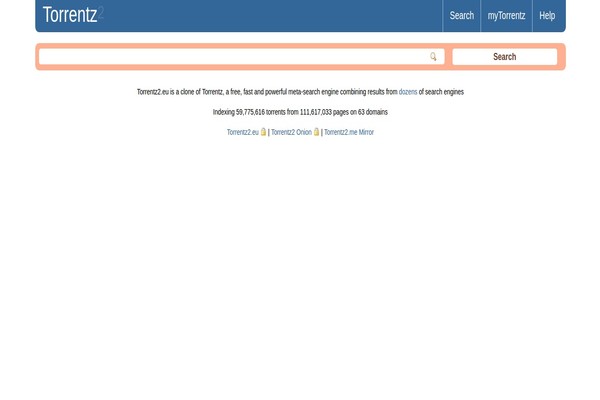 Torrentz2 Search myTorrentz Help
Search
Torrentz2.eu is a clone of Torrentz, a free, fast and powerful meta-search engine combining results from dozens of search engines
Indexing 59,775,616 torrents from 111,617,033 pages on 63 domains
Torrentz2.eu | Torrentz2 Onion | Torrentz2.me Mirror